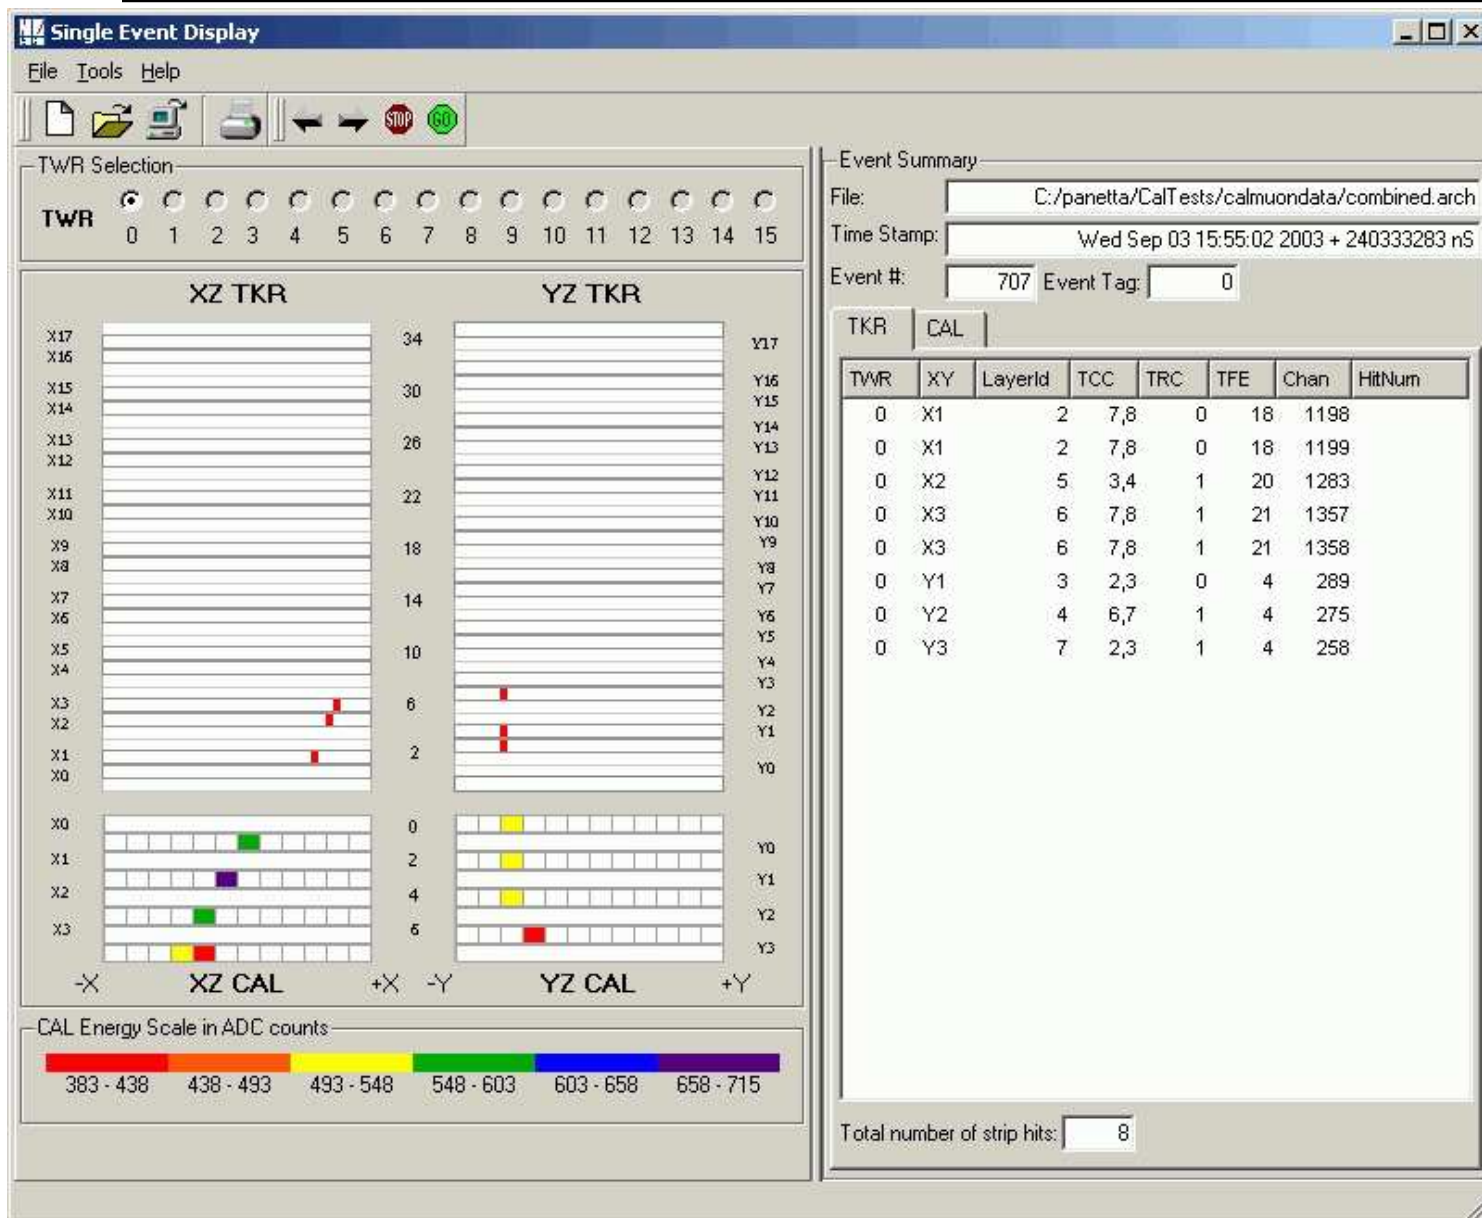 Single Event Display
File Tools Help
STOP GO
TWR Selection
TWR
0 1 2 3 4 5 6 7 8 9 10 11 12 13 14 15
XZ TKR YZ TKR
X17 34 Y17
X16
X15 30 Y16
X14 Y15
X13 26 Y14
X12 Y13
X11 22 Y12
X10 Y11
Y10
X9 18 Y9
X8 Y8
X7 14 Y7
X6 Y6
X5 10 Y5
X4 Y4
X3 6 Y3
X2 Y2
X1 2 Y1
X0 Y0
X0 0
X1 2 Y0
X2 4 Y1
X3 6 Y2
Y3
-X XZ CAL +X -Y YZ CAL +Y
CAL Energy Scale in ADC counts
383 - 438 438 - 493 493 - 548 548 - 603 603 - 658 658 - 715
Event Summary
File: C:/panetta/CalTests/calmuondata/combined.arch
Time Stamp: Wed Sep 03 15:55:02 2003 + 240333283 nS
Event #: 707 Event Tag: 0
TKR CAL
TWR XY LayerId TCC TRC TFE Chan HitNum
0 X1 2 7,8 0 18 1198
0 X1 2 7,8 0 18 1199
0 X2 5 3,4 1 20 1283
0 X3 6 7,8 1 21 1357
0 X3 6 7,8 1 21 1358
0 Y1 3 2,3 0 4 289
0 Y2 4 6,7 1 4 275
0 Y3 7 2,3 1 4 258
Total number of strip hits: 8